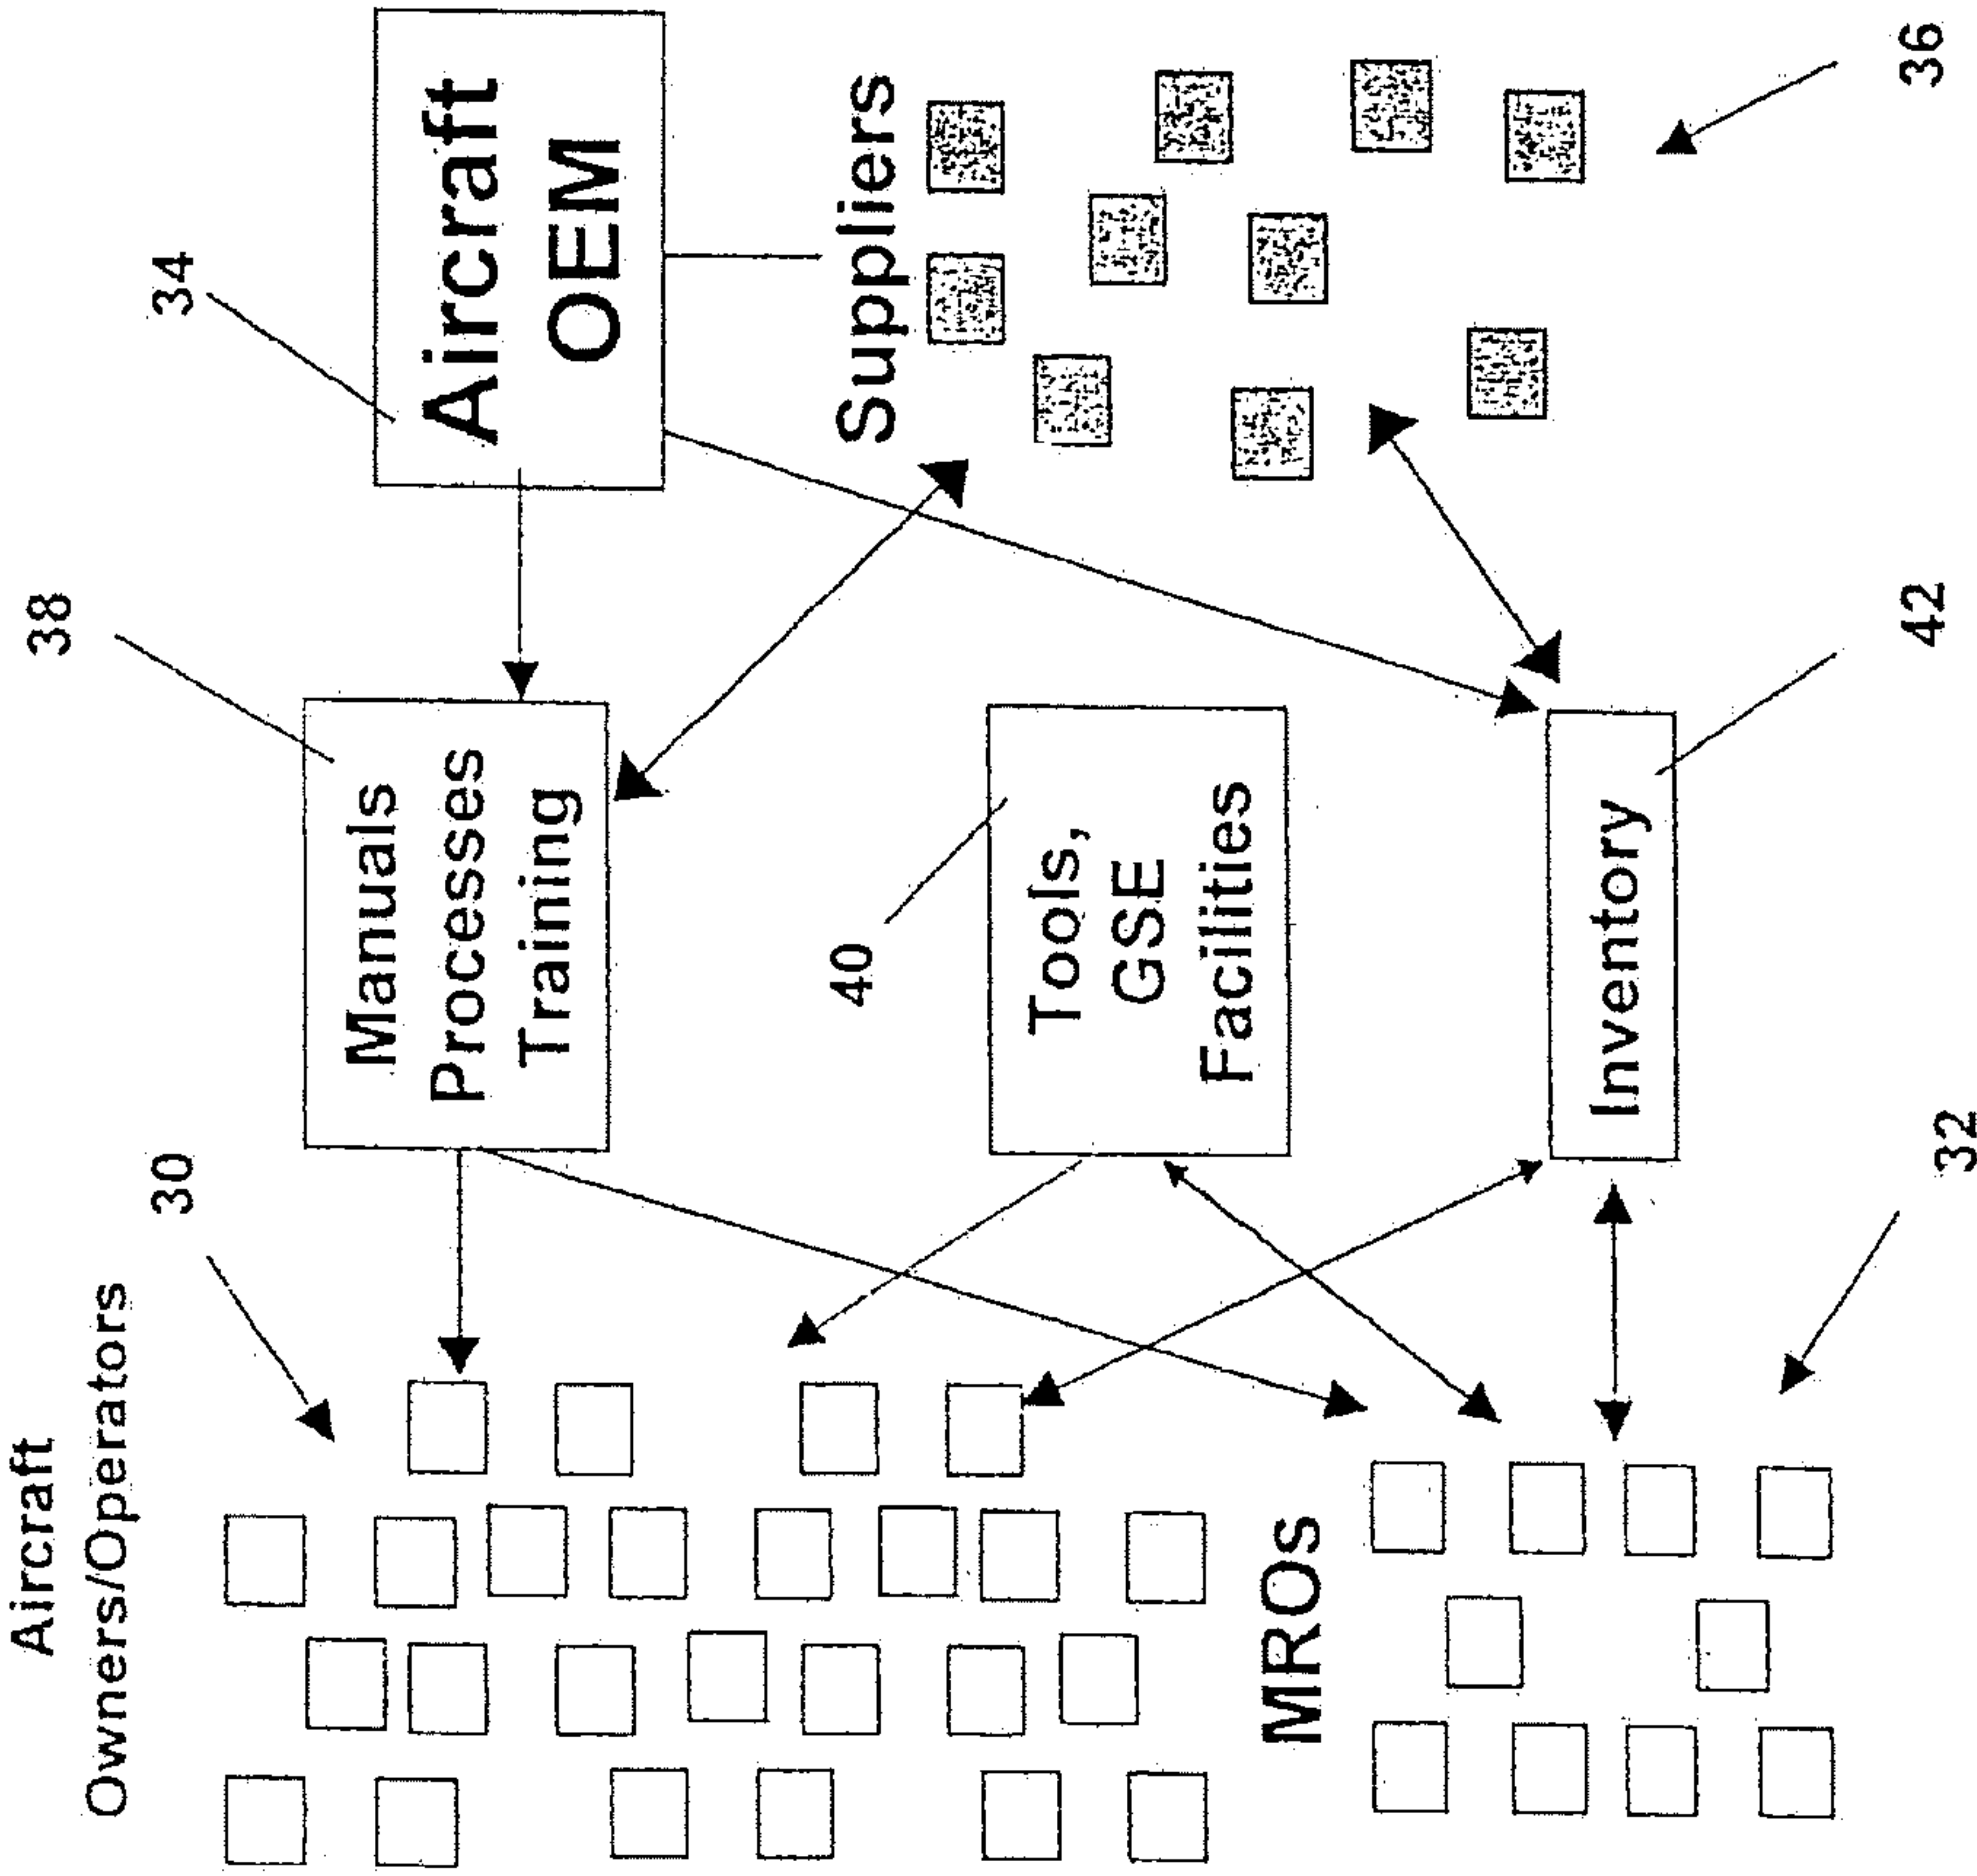 Aircraft
Owners/Operators
30
38
34
Manuals
Processes
Training
Aircraft
OEM
40
Tools,
GSE
Facilities
Suppliers
MROs
Inventory
32
42
36